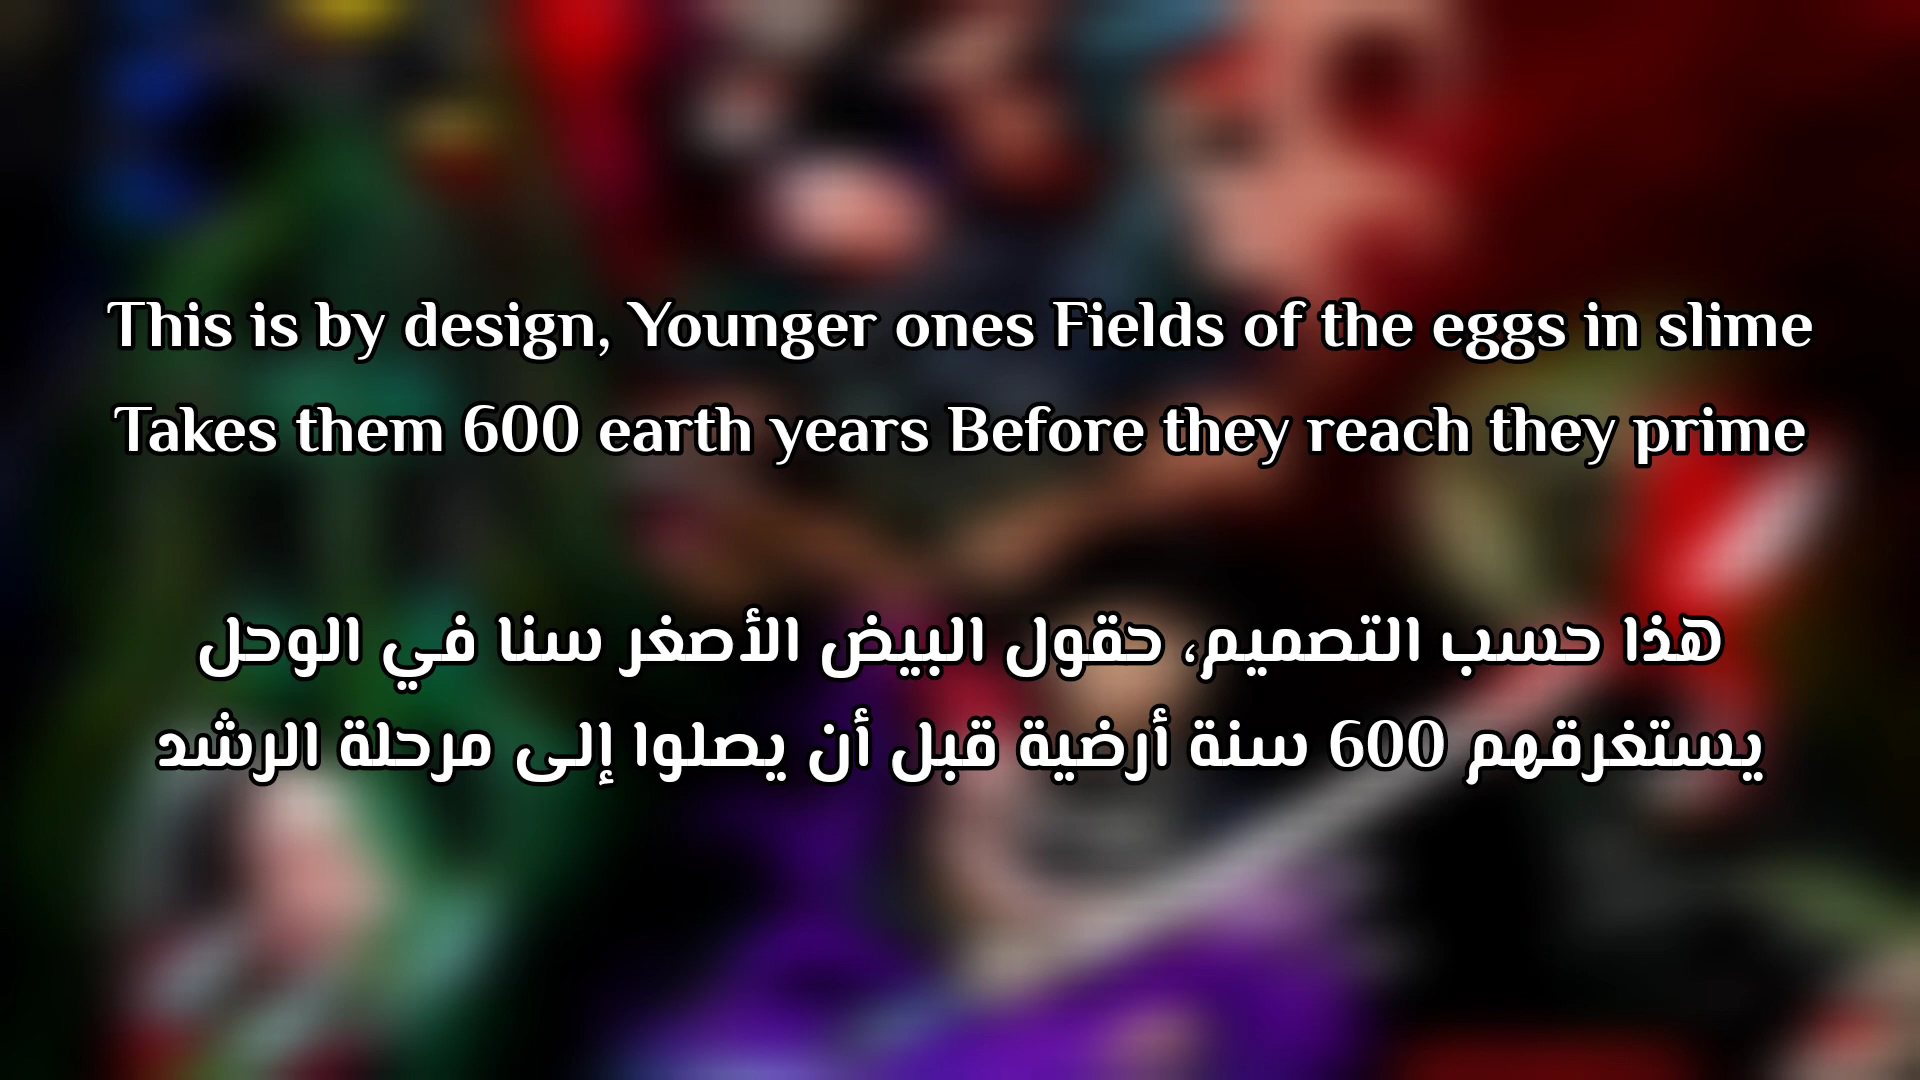 This is by design, Younger ones Fields of the eggs in slime
Takes them 600 earth years Before they reach they prime
هذا حسب التصميم، حقول البيض الأصغر سنا في الوحل
يستغرقهم 600 سنة أرضية قبل أن يصلوا إلى مرحلة الرشد